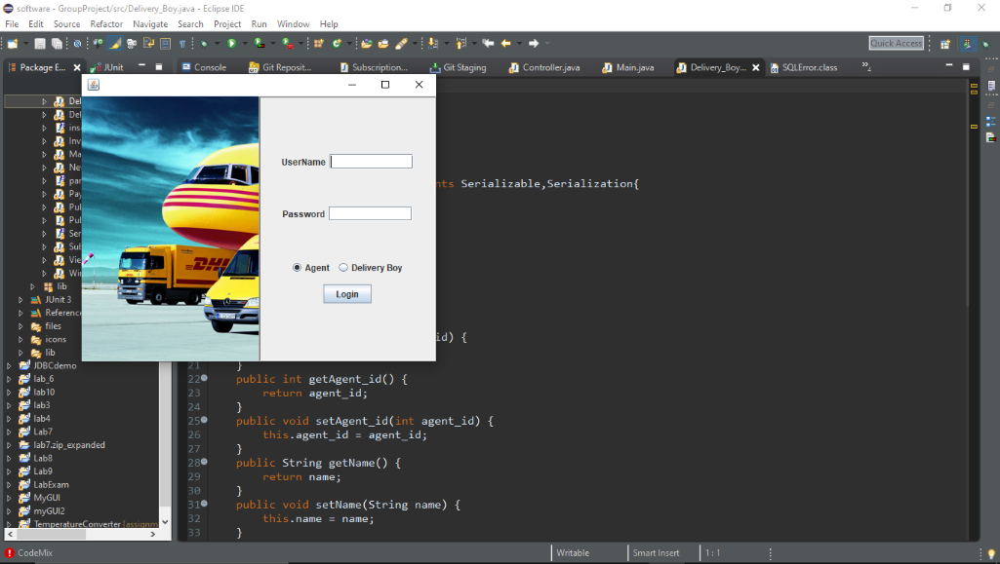 software - GroupProject/src/Delivery_Boy.java - Eclipse IDE
File Edit Source Refactor Navigate Search Project Run Window Help
Quick Access
Package E... JUnit Console Git Reposit... Subscription... Git Staging Controller.java Main.java Delivery_Boy... SQLError.class »2
Del
Del
ins
Inv
Ma
Ne
par
Pay
Pul
Pul
Ser
Sul
Vie
Wi
lib
JUnit 3
Reference
files
icons
lib
JDBCdemo
lab_6
lab10
lab3
lab4
Lab7
lab7.zip_expanded
Lab8
Lab9
LabExam
MyGUI
myGUI2
TemperatureConverter [assignm
DHL
UserName
Password
Agent Delivery Boy
Login
nts Serializable,Serialization{
id) {
21 }
22 public int getAgent_id() {
23 return agent_id;
24 }
25 public void setAgent_id(int agent_id) {
26 this.agent_id = agent_id;
27 }
28 public String getName() {
29 return name;
30 }
31 public void setName(String name) {
32 this.name = name;
33 }
CodeMix Writable Smart Insert 1 : 1